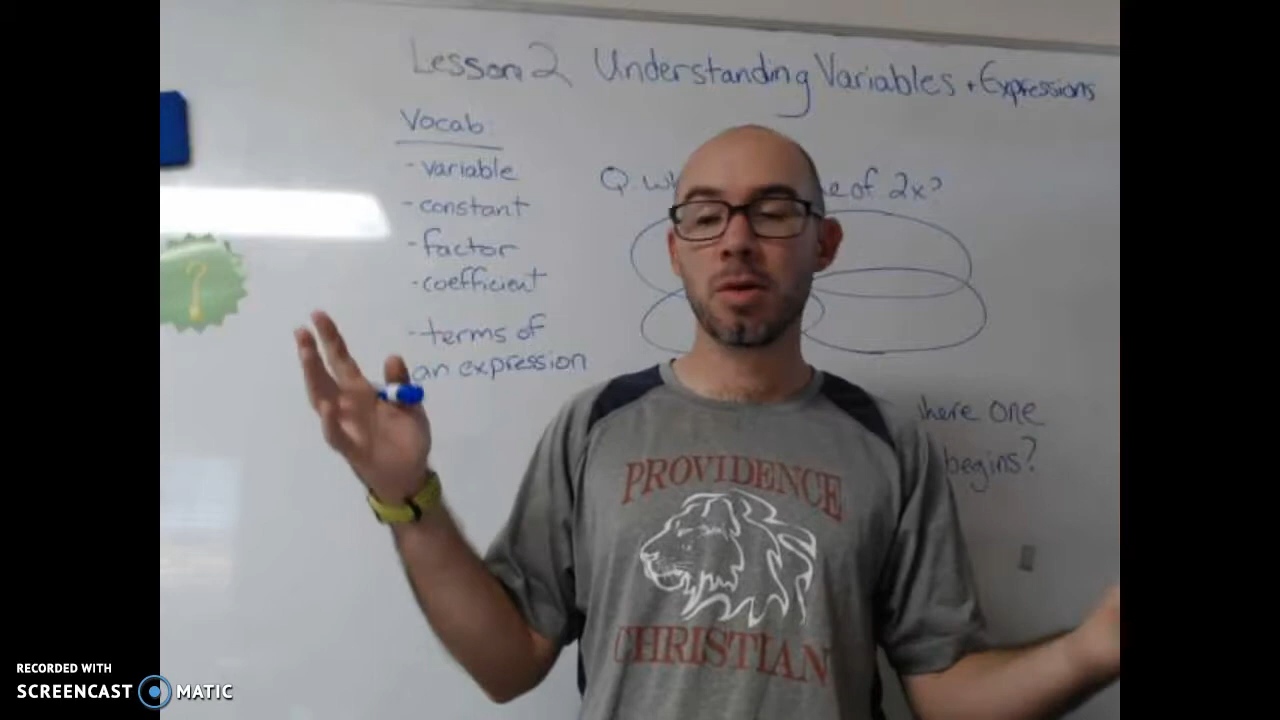 Lesson 2 Understanding Variables + Expressions
Vocab:
- variable
- constant
- factor
- coefficient
- terms of
an expression
Q. of 2x?
here one
begins?
?
PROVIDENCE
CHRISTIAN
RECORDED WITH
SCREENCAST MATIC